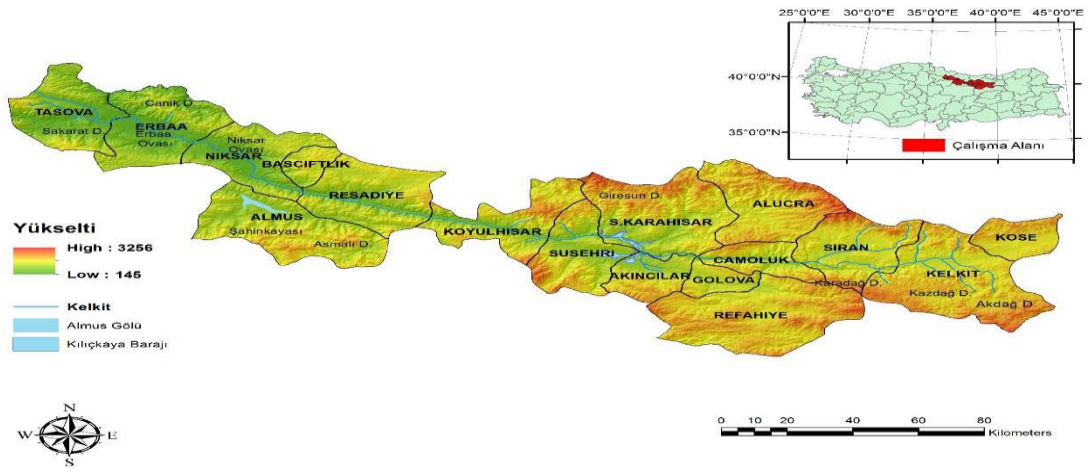 25°0'0"E 30°0'0"E 35°0'0"E 40°0'0"E 45°0'0"E
40°0'0"N
35°0'0"N
Çalışma Alanı
TASOVA
Sakarat D.
Canik D.
ERBAA
Erbaa
Ovası
Niksar
Ovası
NIKSAR
BASCIFTLIK
RESADIYE
ALMUS
Şahinkayası
Asmalı D.
KOYULHISAR
Giresun D.
S.KARAHISAR
ALUCRA
SUSEHRI
AKINCILAR
CAMOLUK
GOLOVA
SIRAN
KOSE
KELKIT
Karadağ D.
Kazdağ D.
Akdağ D.
REFAHIYE
Yükselti
High : 3256
Low : 145
Kelkit
Almus Gölü
Kılıçkaya Barajı
N
W E
S
0 5 10 20 40 60 80
Kilometers